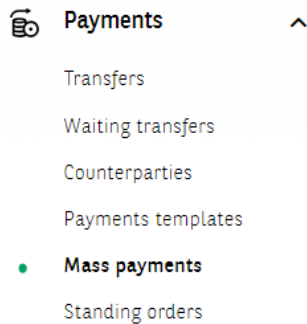 Payments
Transfers
Waiting transfers
Counterparties
Payments templates
Mass payments
Standing orders